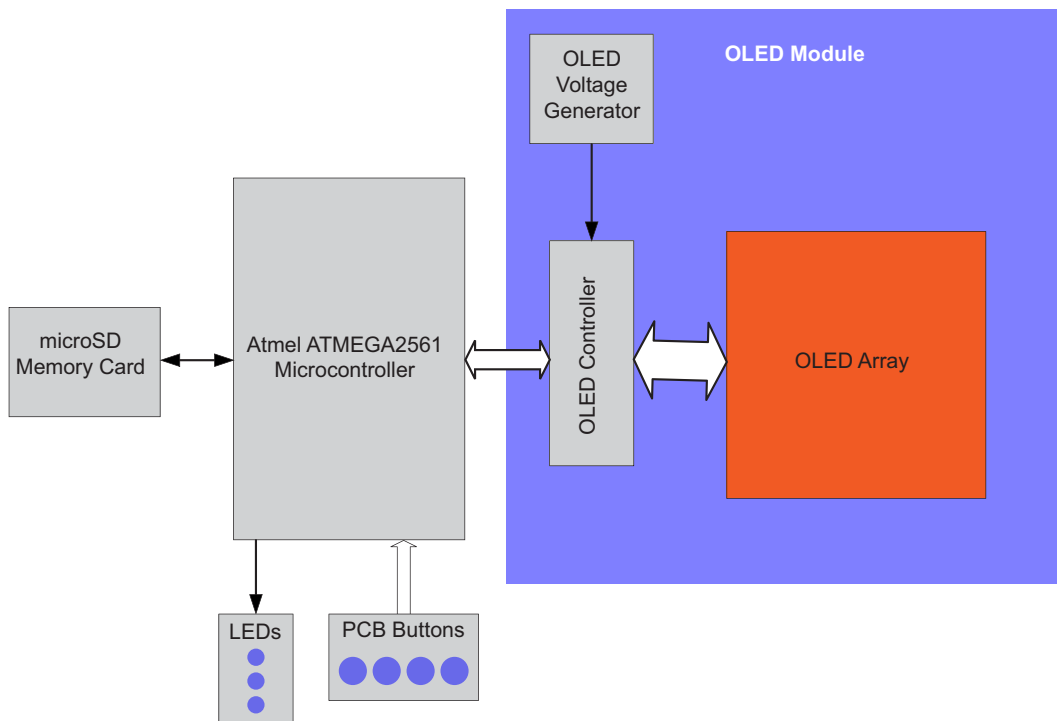 OLED Module
OLED
Voltage
Generator
microSD
Memory Card
Atmel ATMEGA2561
Microcontroller
OLED Controller
OLED Array
LEDs
PCB Buttons